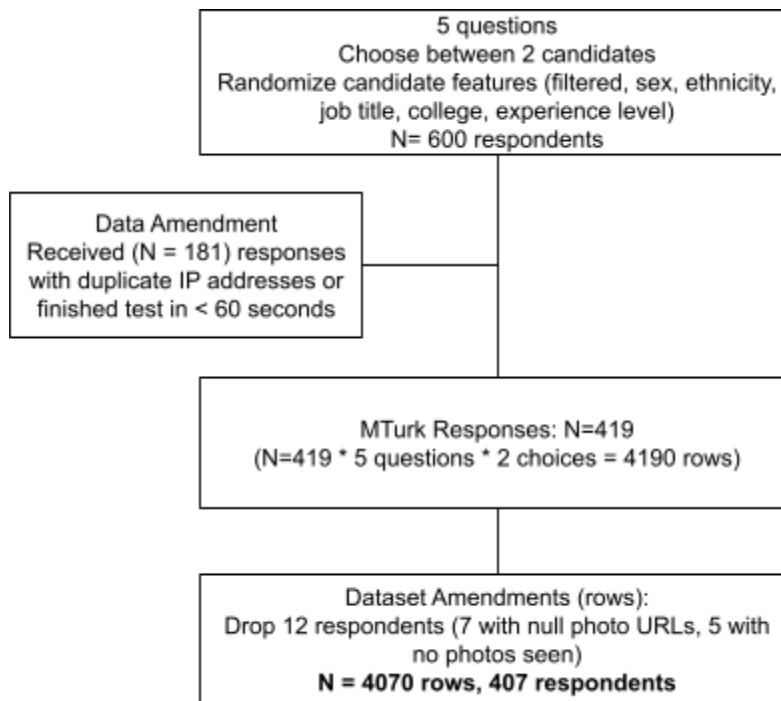 5 questions
Choose between 2 candidates
Randomize candidate features (filtered, sex, ethnicity,
job title, college, experience level)
N= 600 respondents
Data Amendment
Received (N = 181) responses
with duplicate IP addresses or
finished test in < 60 seconds
MTurk Responses: N=419
(N=419 * 5 questions * 2 choices = 4190 rows)
Dataset Amendments (rows):
Drop 12 respondents (7 with null photo URLs, 5 with
no photos seen)
N = 4070 rows, 407 respondents